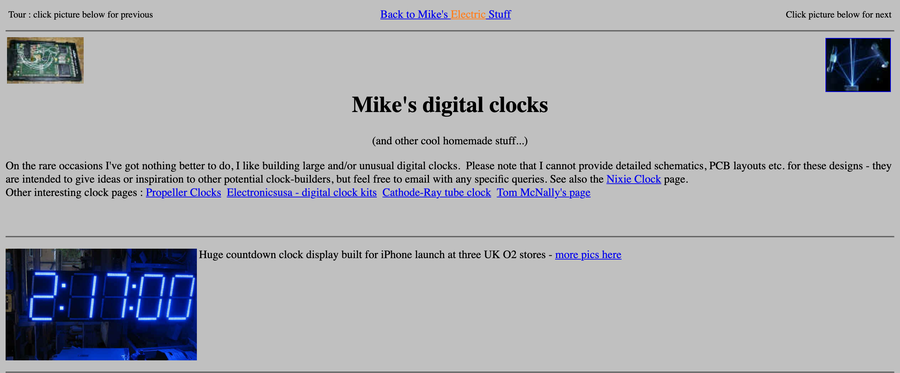 Tour : click picture below for previous
Back to Mike's Electric Stuff
Click picture below for next
Mike's digital clocks
(and other cool homemade stuff...)
On the rare occasions I've got nothing better to do, I like building large and/or unusual digital clocks.  Please note that I cannot provide detailed schematics, PCB layouts etc. for these designs - they
are intended to give ideas or inspiration to other potential clock-builders, but feel free to email with any specific queries. See also the Nixie Clock page.
Other interesting clock pages : Propeller Clocks  Electronicsusa - digital clock kits  Cathode-Ray tube clock  Tom McNally's page
2:17:00
Huge countdown clock display built for iPhone launch at three UK O2 stores - more pics here